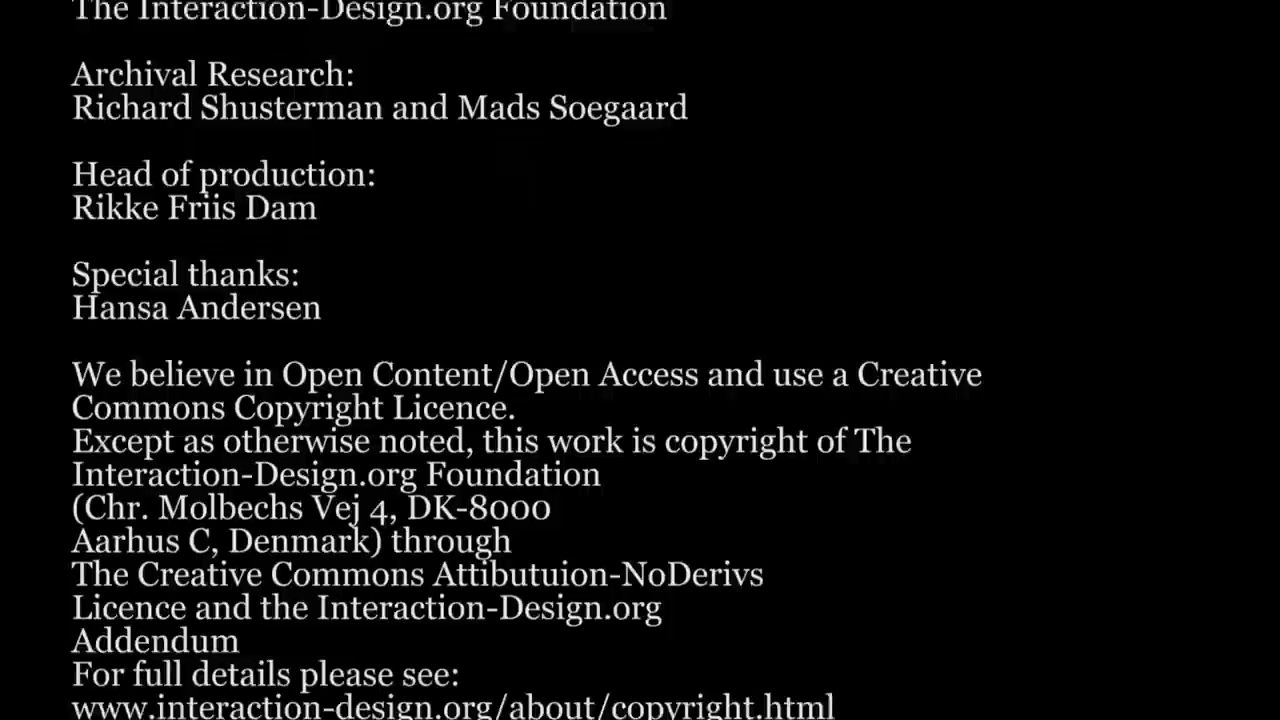 The Interaction-Design.org Foundation
Archival Research:
Richard Shusterman and Mads Soegaard
Head of production:
Rikke Friis Dam
Special thanks:
Hansa Andersen
We believe in Open Content/Open Access and use a Creative
Commons Copyright Licence.
Except as otherwise noted, this work is copyright of The
Interaction-Design.org Foundation
(Chr. Molbechs Vej 4, DK-8000
Aarhus C, Denmark) through
The Creative Commons Attibutuion-NoDerivs
Licence and the Interaction-Design.org
Addendum
For full details please see:
www.interaction-design.org/about/copyright.html